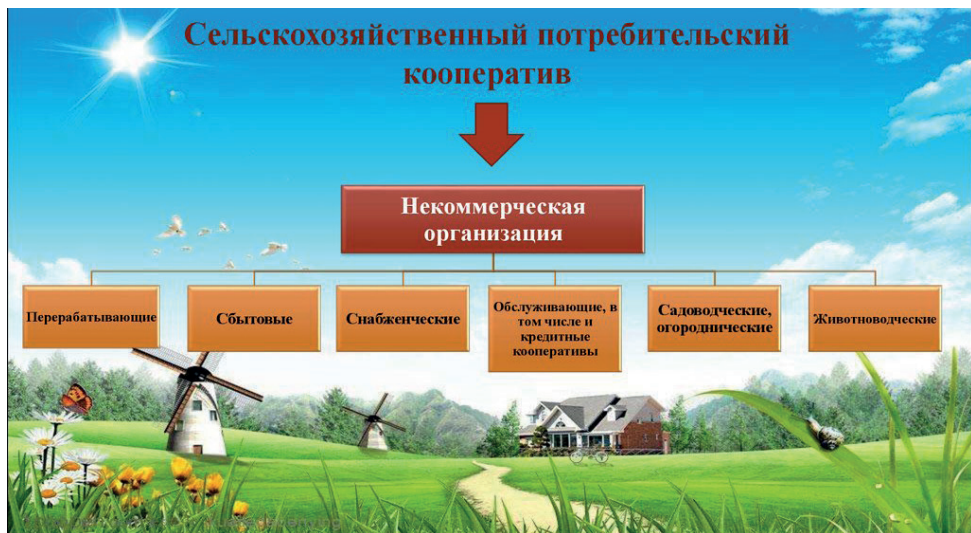 Сельскохозяйственный потребительский
кооператив
Некоммерческая
организация
Перерабатывающие
Сбытовые
Снабженческие
Обслуживающие, в
том числе и
кредитные
кооперативы
Садоводческие,
огороднические
Животноводческие